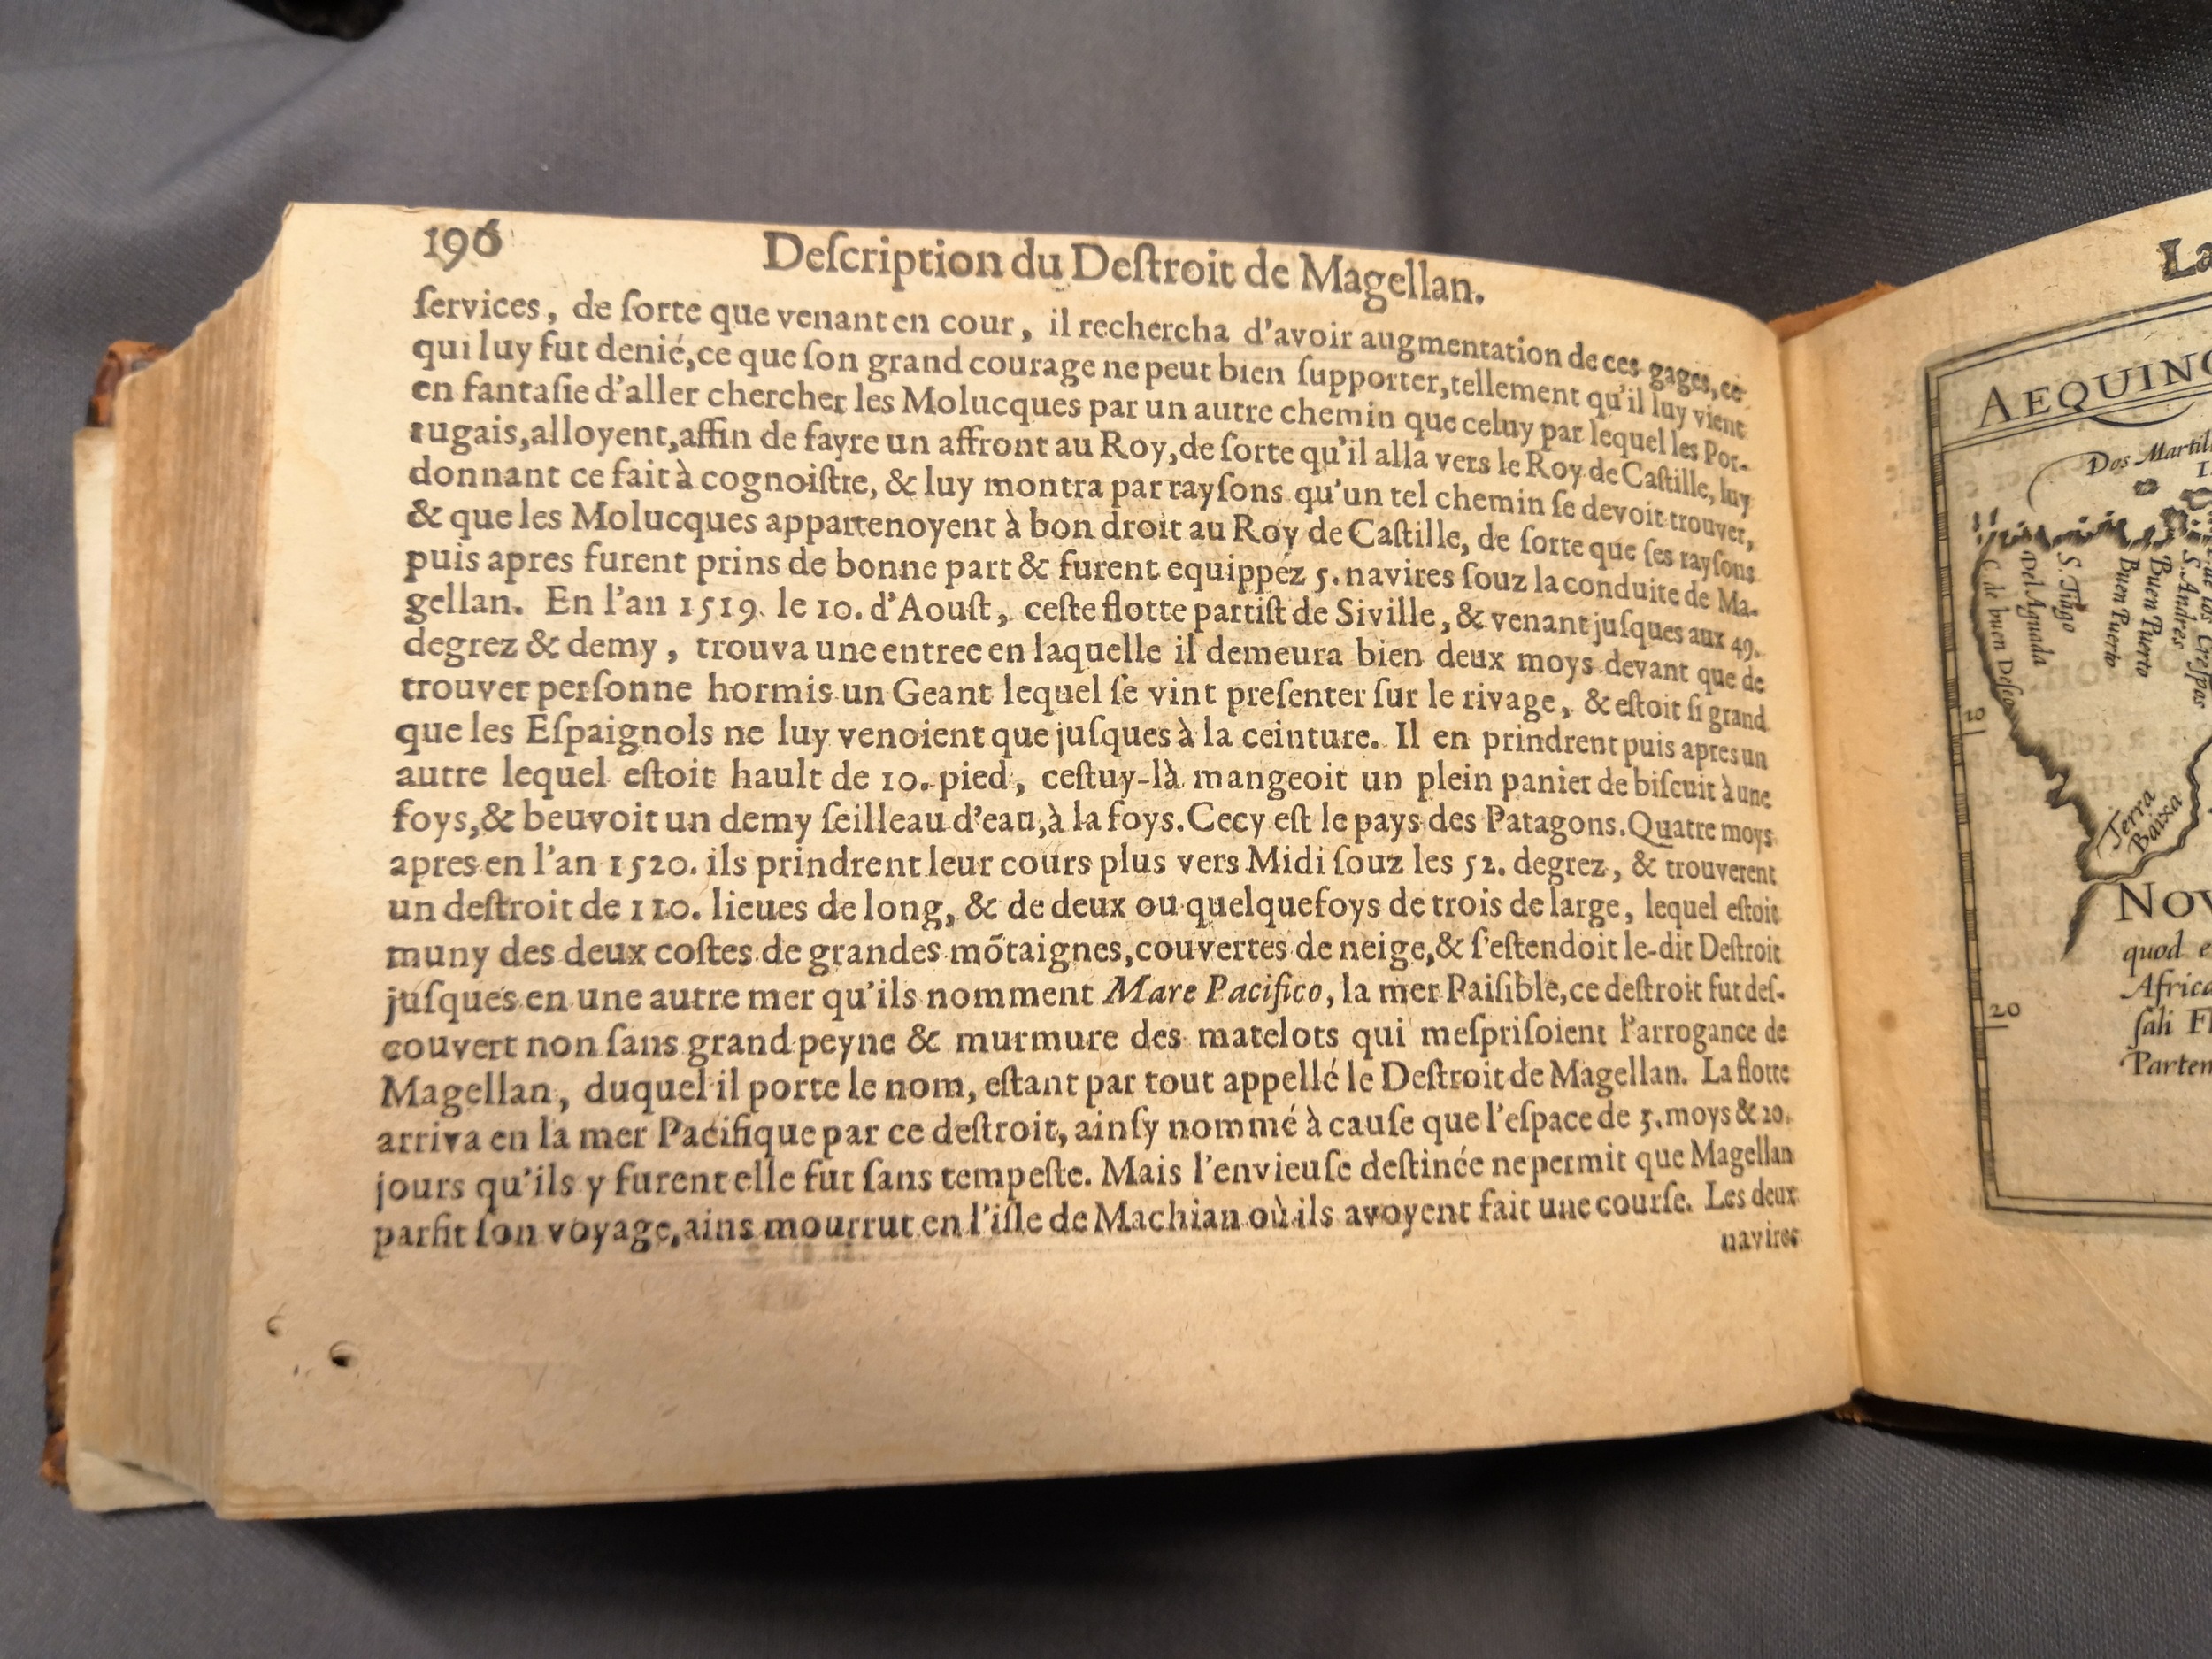 196
Deſcription du Deſtroit de Magellan.
ſervices, de ſorte que venant en cour, il rechercha d'avoir augmentation de ces gages, ce
qui luy fut denié, ce que ſon grand courage ne peut bien ſupporter, tellement qu'il luy vient
en fantaſie d'aller chercher les Molucques par un autre chemin que celuy par lequel les Por-
tugais, alloyent, affin de fayre un affront au Roy, de ſorte qu'il alla vers le Roy de Caſtille, luy
donnant ce fait à cognoiſtre, & luy montra par rayſons qu'un tel chemin ſe devoit trouver,
& que les Molucques appartenoyent à bon droit au Roy de Caſtille, de ſorte que ſes rayſons
puis apres furent prins de bonne part & furent equippéz 5. navires ſouz la conduite de Ma-
gellan. En l'an 1519. le 10. d'Aouſt, ceſte flotte partiſt de Siville, & venant juſques aux 49.
degrez & demy, trouva une entree en laquelle il demeura bien deux moys devant que de
trouver perſonne hormis un Geant lequel ſe vint preſenter ſur le rivage, & eſtoit ſi grand
que les Eſpaignols ne luy venoient que juſques à la ceinture. Il en prindrent puis apres un
autre lequel eſtoit hault de 10. pied, ceſtuy-là mangeoit un plein panier de biſcuit à une
foys, & beuvoit un demy ſeilleau d'eau, à la foys. Cecy eſt le pays des Patagons. Quatre moys
apres en l'an 1520. ils prindrent leur cours plus vers Midi ſouz les 52. degrez, & trouverent
un deſtroit de 110. lieues de long, & de deux ou quelquefoys de trois de large, lequel eſtoit
muny des deux coſtes de grandes mõtaignes, couvertes de neige, & s'eſtendoit le-dit Deſtroit
juſques en une autre mer qu'ils nomment Mare Pacifico, la mer Paiſible, ce deſtroit fut deſ-
couvert non ſans grand peyne & murmure des matelots qui meſpriſoient l'arrogance de
Magellan, duquel il porte le nom, eſtant par tout appellé le Deſtroit de Magellan. La flotte
arriva en la mer Pacifique par ce deſtroit, ainſy nommé à cauſe que l'eſpace de 5. moys & 20.
jours qu'ils y furent elle fut ſans tempeſte. Mais l'envieuſe deſtinée ne permit que Magellan
parfit ſon voyage, ains mourrut en l'iſle de Machian où ils avoyent fait une courſe. Les deux
navires
La
AEQUINO
Dos Martil
C. de buen Deſeo
Del Aguada
S. Tiago
Buen Puerto
Buen Puerto
S. Andres
Creſpas
10
Terra
Baixa
NOV
quod e
Africa
ſali Fl
20
Parten